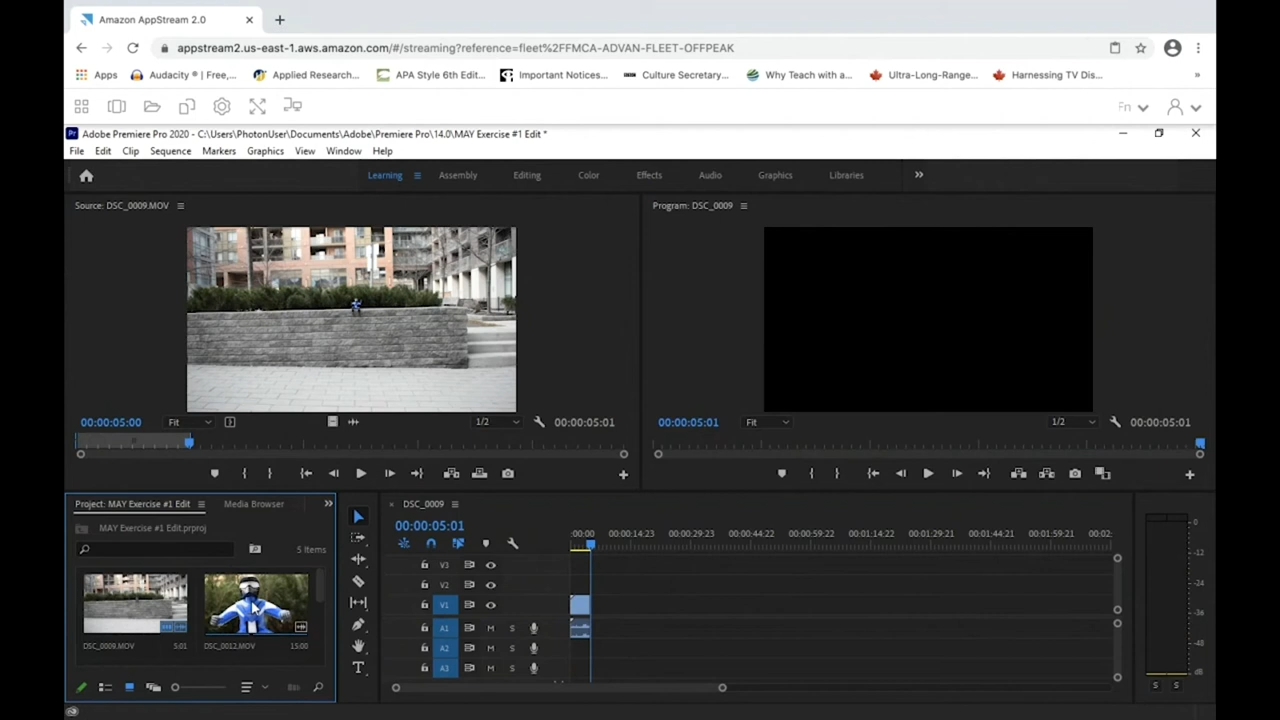 Amazon AppStream 2.0
appstream2.us-east-1.aws.amazon.com/#/streaming?reference=fleet%2FFMCA-ADVAN-FLEET-OFFPEAK
Apps Audacity ® | Free,... Applied Research... APA Style 6th Edit... Important Notices... Culture Secretary... Why Teach with a... Ultra-Long-Range... Harnessing TV Dis... »
Fn
Pr Adobe Premiere Pro 2020 - C:\Users\PhotonUser\Documents\Adobe\Premiere Pro\14.0\MAY Exercise #1 Edit *
File Edit Clip Sequence Markers Graphics View Window Help
Learning Assembly Editing Color Effects Audio Graphics Libraries »
Source: DSC_0009.MOV
Program: DSC_0009
00:00:05:00 Fit 1/2 00:00:05:01
00:00:05:01 Fit 1/2 00:00:05:01
Project: MAY Exercise #1 Edit Media Browser »
MAY Exercise #1 Edit.prproj
5 Items
DSC_0009.MOV 5:01
DSC_0012.MOV 15:00
× DSC_0009
00:00:05:01
:00:00 00:00:14:23 00:00:29:23 00:00:44:22 00:00:59:22 00:01:14:22 00:01:29:21 00:01:44:21 00:01:59:21 00:02:
V3
V2
V1
A1 M S
A2 M S
A3 M S
0
-12
-24
-36
-48
dB
S S